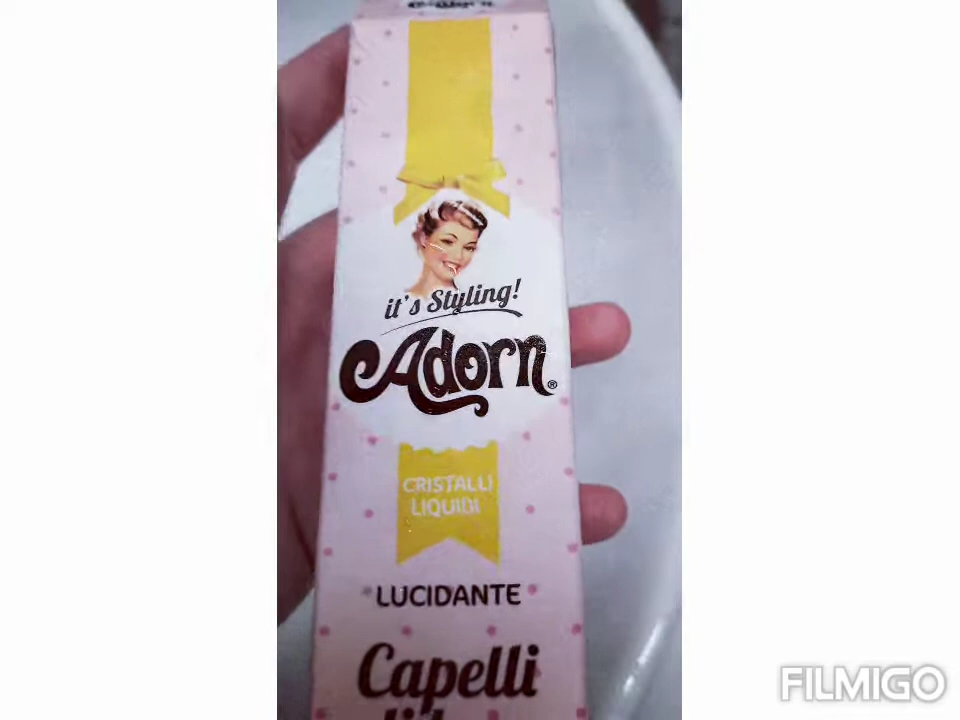 it's Styling!
Adorn®
CRISTALLI
LIQUIDI
LUCIDANTE
Capelli
FILMIGO